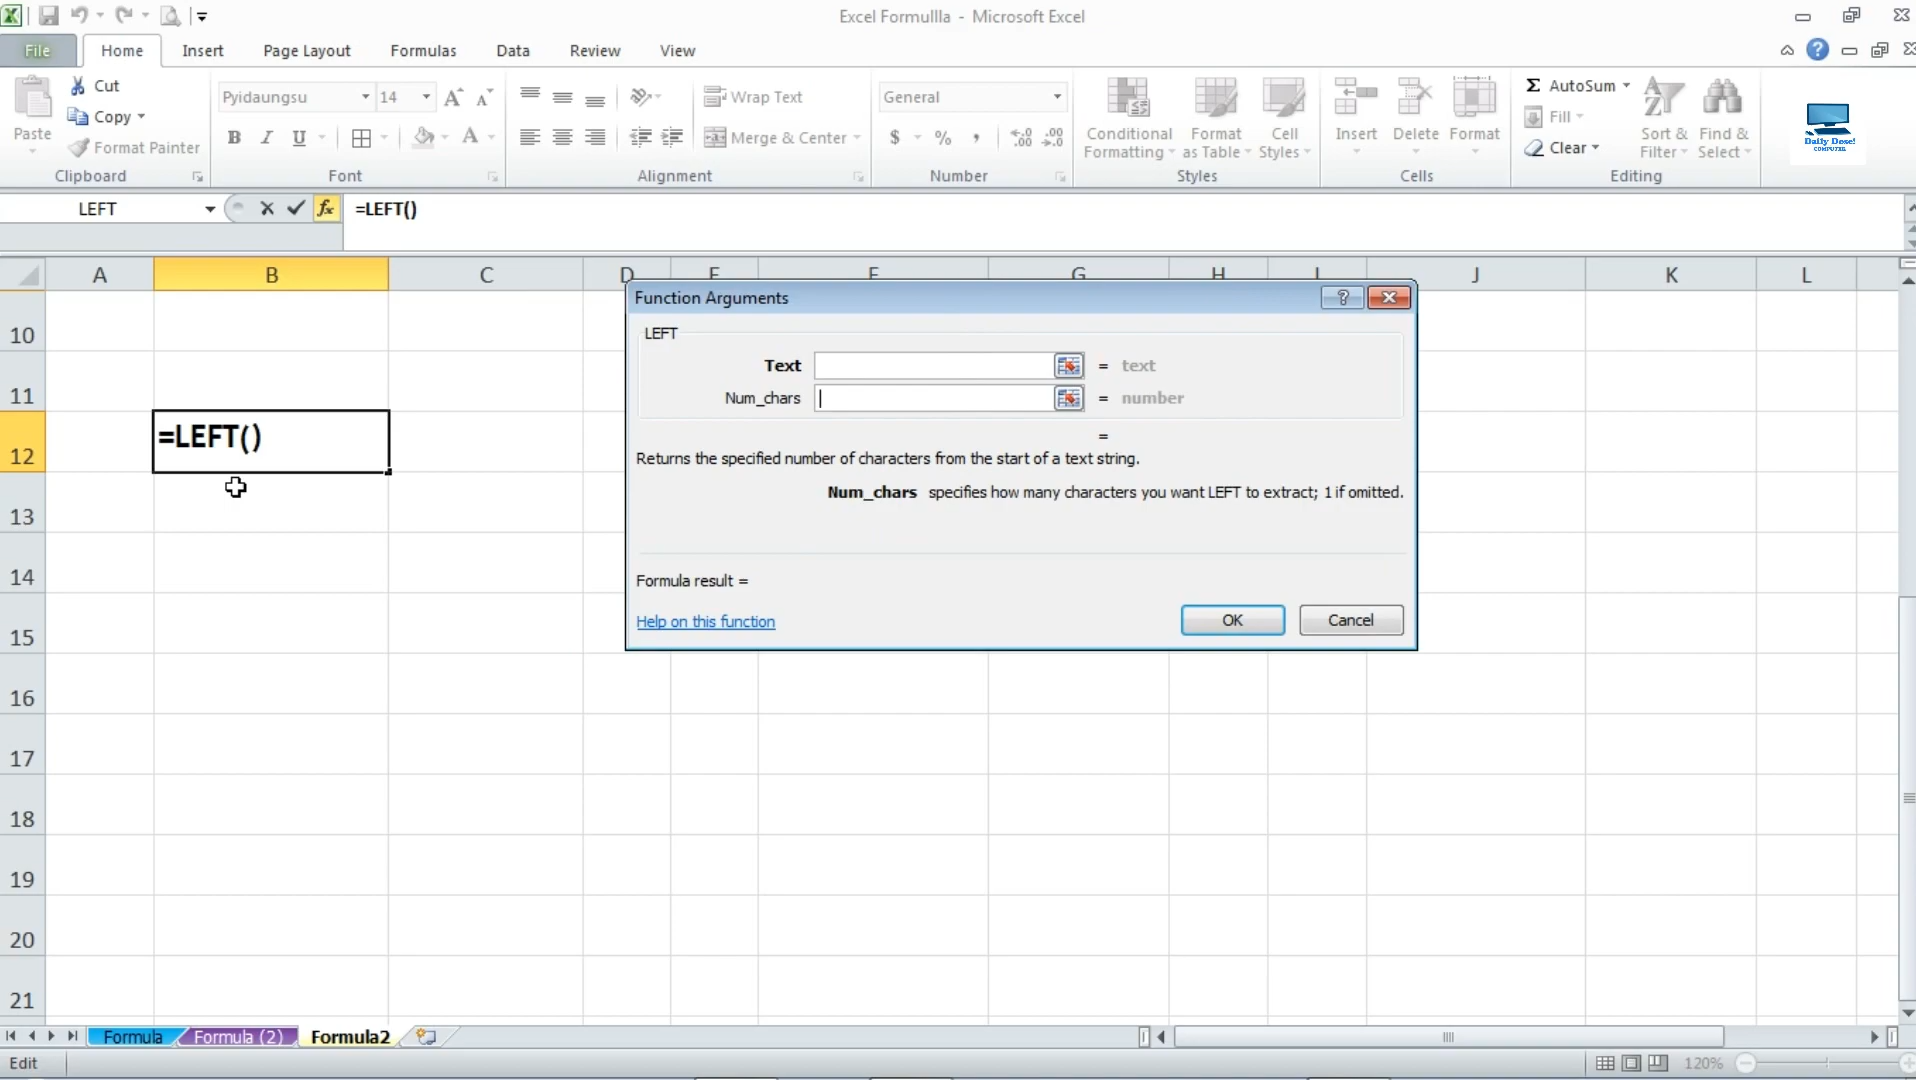 Excel Formullla - Microsoft Excel
File Home Insert Page Layout Formulas Data Review View
Paste
Cut
Copy
Format Painter
Clipboard
Pyidaungsu 14
B I U
Font
Wrap Text
Merge & Center
Alignment
General
$ % ,
Number
Conditional Formatting
Format as Table
Cell Styles
Styles
Insert Delete Format
Cells
Σ AutoSum
Fill
Clear
Sort & Filter
Find & Select
Editing
Daily Dose!
COMPUTER
LEFT fx =LEFT()
A B C D E F G H I J K L
10
11
12 =LEFT()
13
14
15
16
17
18
19
20
21
Function Arguments
LEFT
Text = text
Num_chars = number
=
Returns the specified number of characters from the start of a text string.
Num_chars specifies how many characters you want LEFT to extract; 1 if omitted.
Formula result =
Help on this function OK Cancel
Formula Formula (2) Formula2
Edit 120%